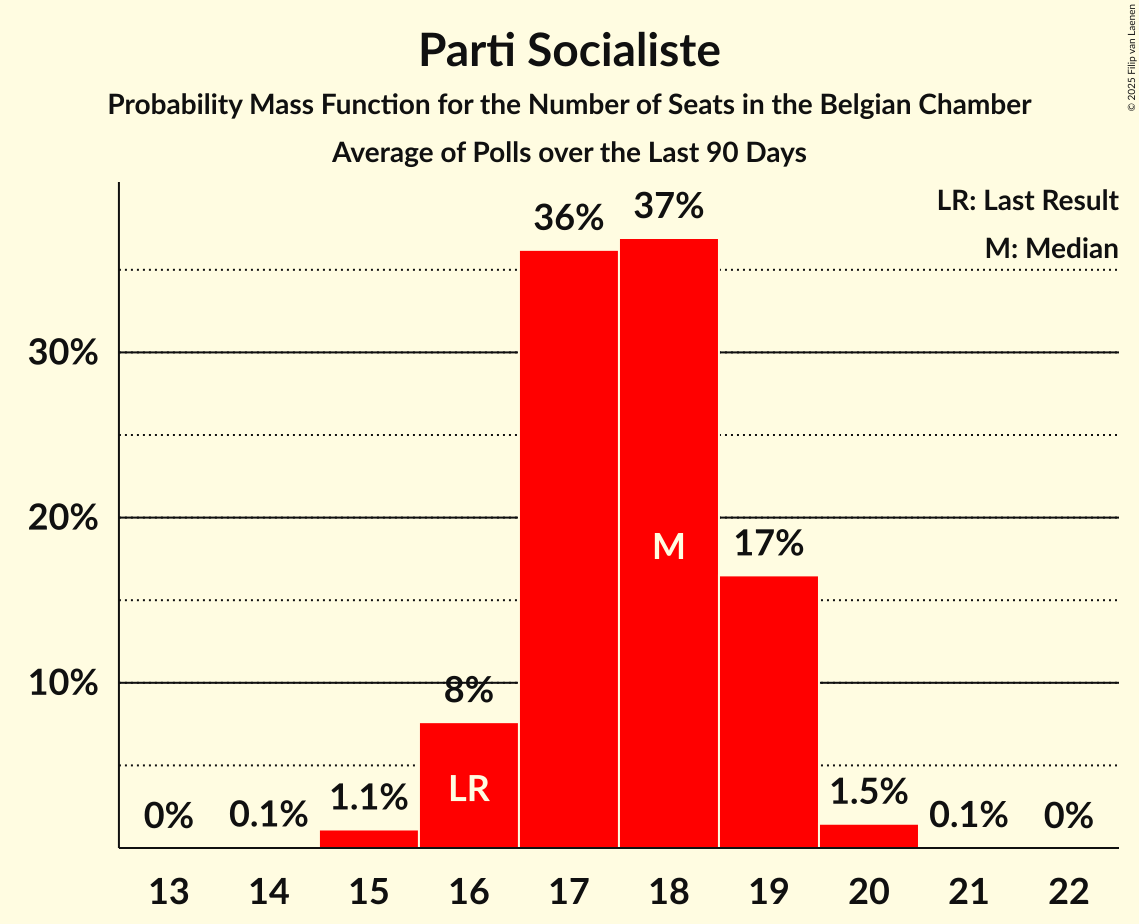 Parti Socialiste
Probability Mass Function for the Number of Seats in the Belgian Chamber
Average of Polls over the Last 90 Days
© 2025 Filip van Laenen
LR: Last Result
M: Median
36%
37%
30%
20%
M
17%
10%
8%
LR
0%
0.1%
1.1%
1.5%
0.1%
0%
13 14 15 16 17 18 19 20 21 22